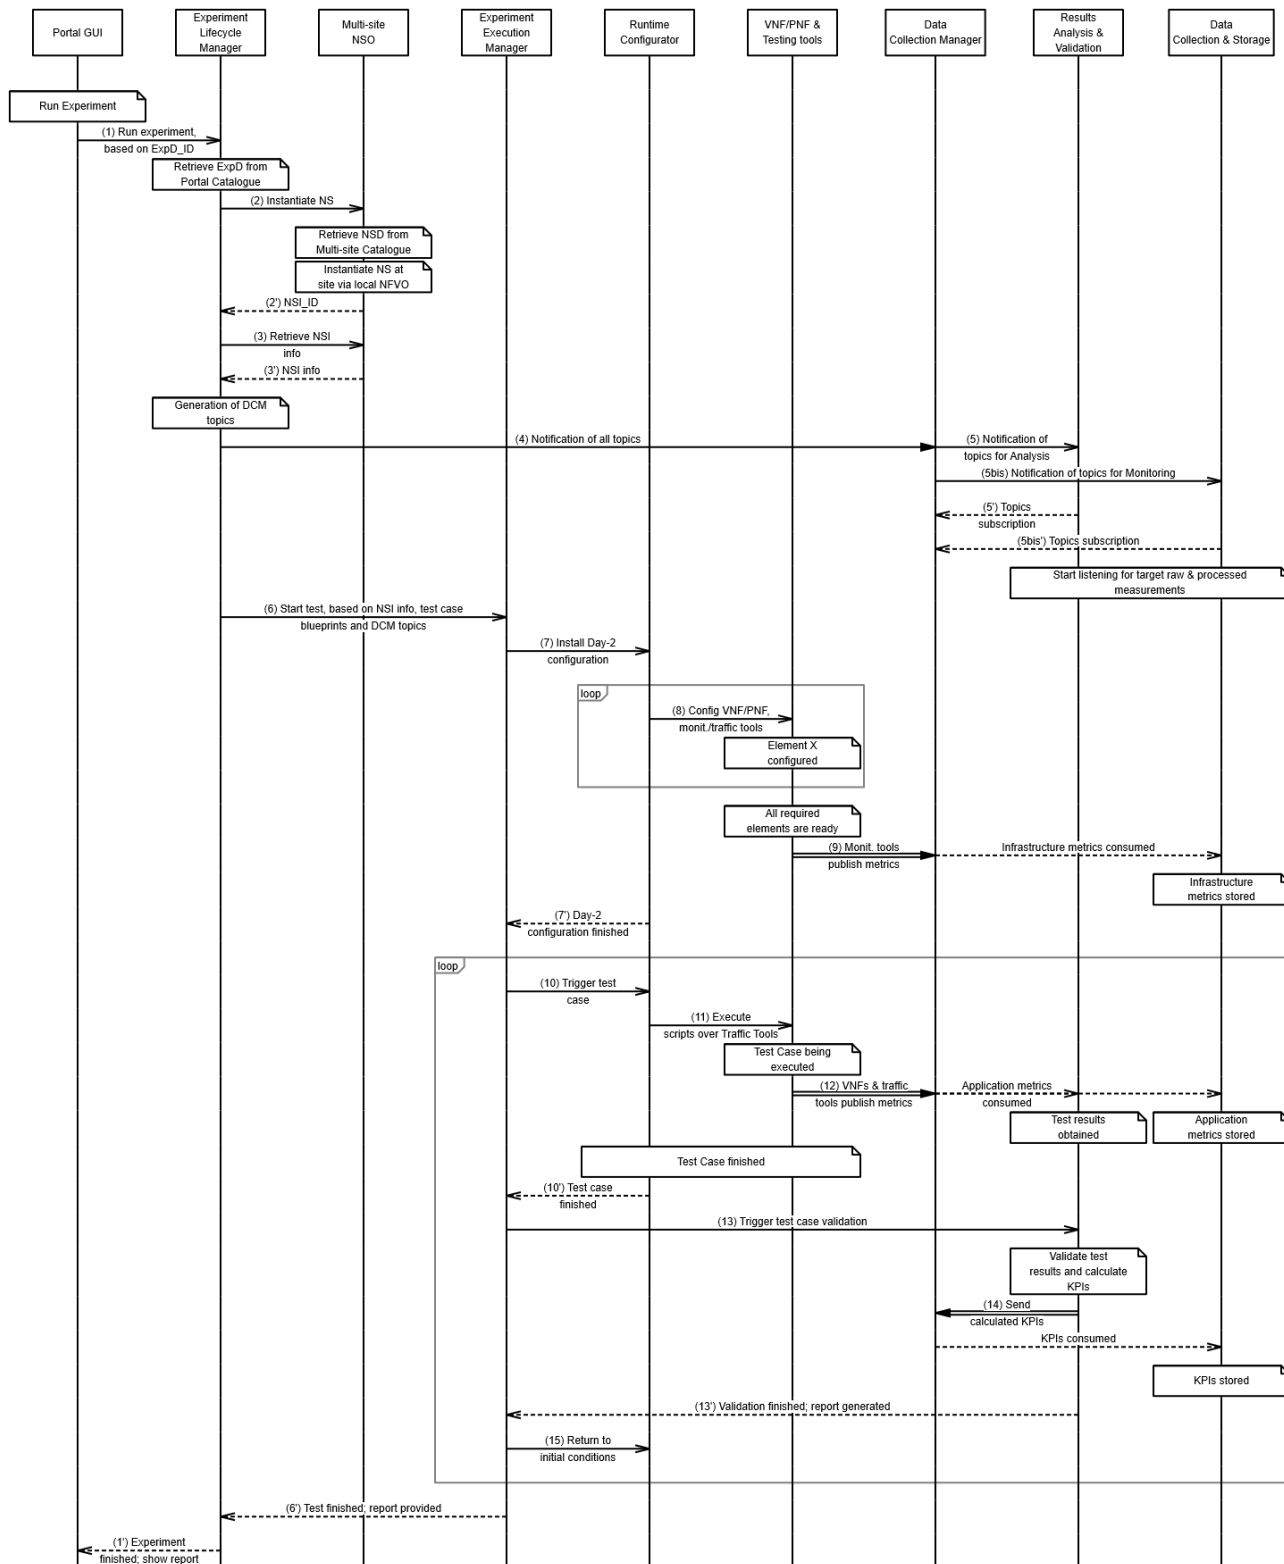 Portal GUI
Experiment
Lifecycle
Manager
Multi-site
NSO
Experiment
Execution
Manager
Runtime
Configurator
VNF/PNF &
Testing tools
Data
Collection Manager
Results
Analysis &
Validation
Data
Collection & Storage
Run Experiment
(1) Run experiment,
based on ExpD_ID
Retrieve ExpD from
Portal Catalogue
(2) Instantiate NS
Retrieve NSD from
Multi-site Catalogue
Instantiate NS at
site via local NFVO
(2') NSI_ID
(3) Retrieve NSI
info
(3') NSI info
Generation of DCM
topics
(4) Notification of all topics
(5) Notification of
topics for Analysis
(5bis) Notification of topics for Monitoring
(5') Topics
subscription
(5bis') Topics subscription
Start listening for target raw & processed
measurements
(6) Start test, based on NSI info, test case
blueprints and DCM topics
(7) Install Day-2
configuration
loop
(8) Config VNF/PNF,
monit./traffic tools
Element X
configured
All required
elements are ready
(9) Monit. tools
publish metrics
Infrastructure metrics consumed
Infrastructure
metrics stored
(7') Day-2
configuration finished
loop
(10) Trigger test
case
(11) Execute
scripts over Traffic Tools
Test Case being
executed
(12) VNFs & traffic
tools publish metrics
Application metrics
consumed
Test results
obtained
Application
metrics stored
Test Case finished
(10') Test case
finished
(13) Trigger test case validation
Validate test
results and calculate
KPIs
(14) Send
calculated KPIs
KPIs consumed
KPIs stored
(13') Validation finished; report generated
(15) Return to
initial conditions
(6') Test finished; report provided
(1') Experiment
finished; show report